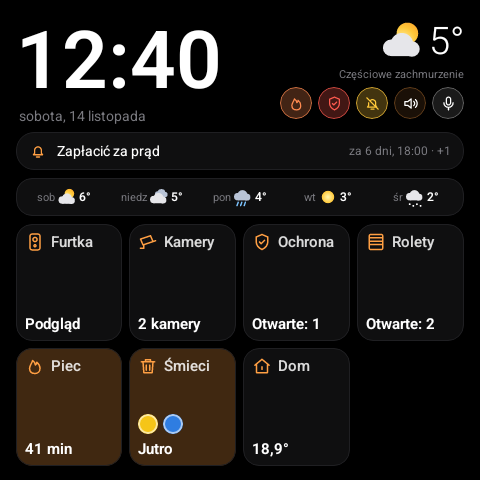 12:40
5°
Częściowe zachmurzenie
sobota, 14 listopada
Zapłacić za prąd
za 6 dni, 18:00 · +1
sob 6° niedz 5° pon 4° wt 3° śr 2°
Furtka
Podgląd
Kamery
2 kamery
Ochrona
Otwarte: 1
Rolety
Otwarte: 2
Piec
41 min
Śmieci
Jutro
Dom
18,9°